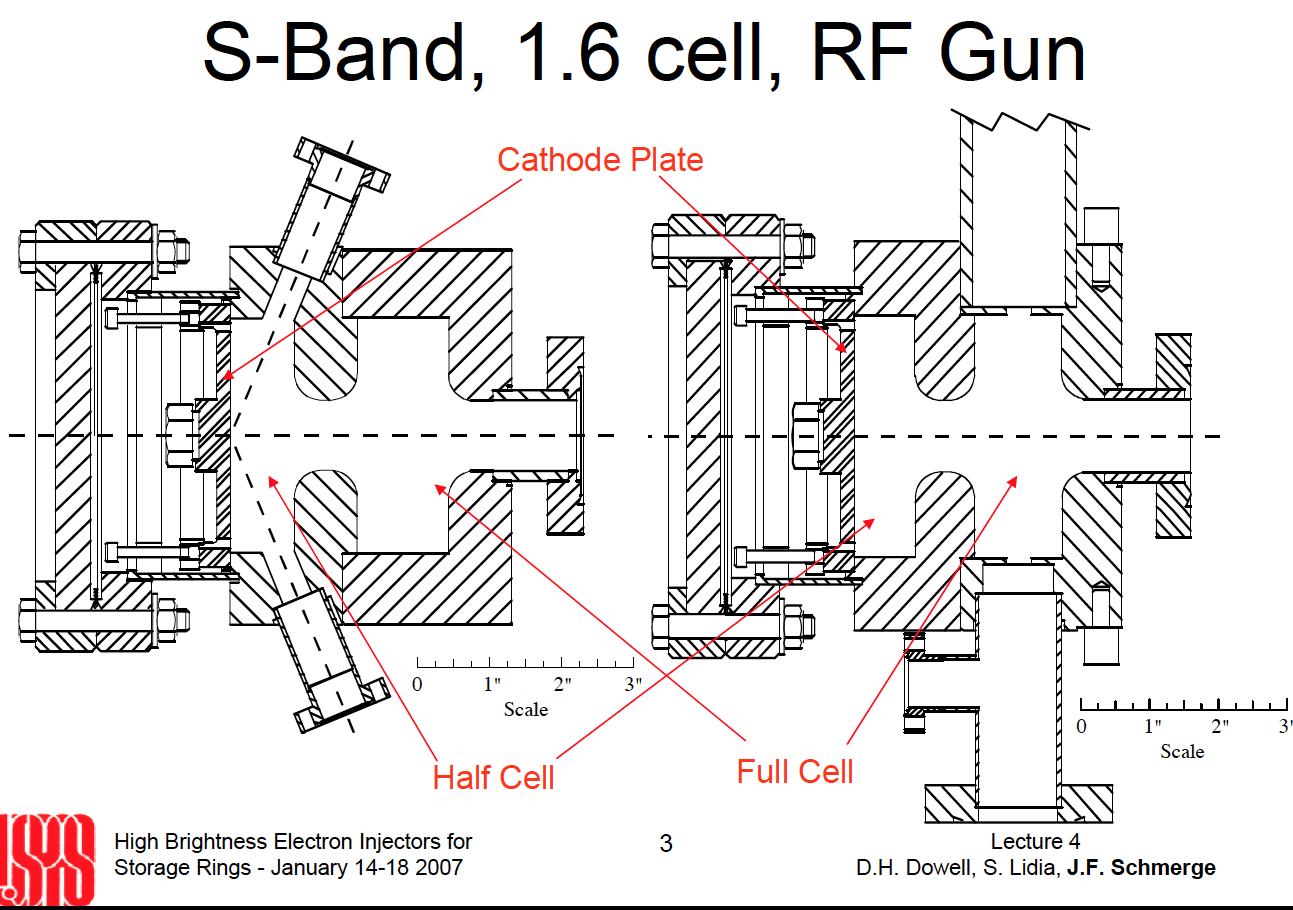 S-Band, 1.6 cell, RF Gun
Cathode Plate
0 1" 2" 3"
Scale
0 1" 2" 3"
Scale
Half Cell
Full Cell
High Brightness Electron Injectors for
Storage Rings - January 14-18 2007
3
Lecture 4
D.H. Dowell, S. Lidia, J.F. Schmerge